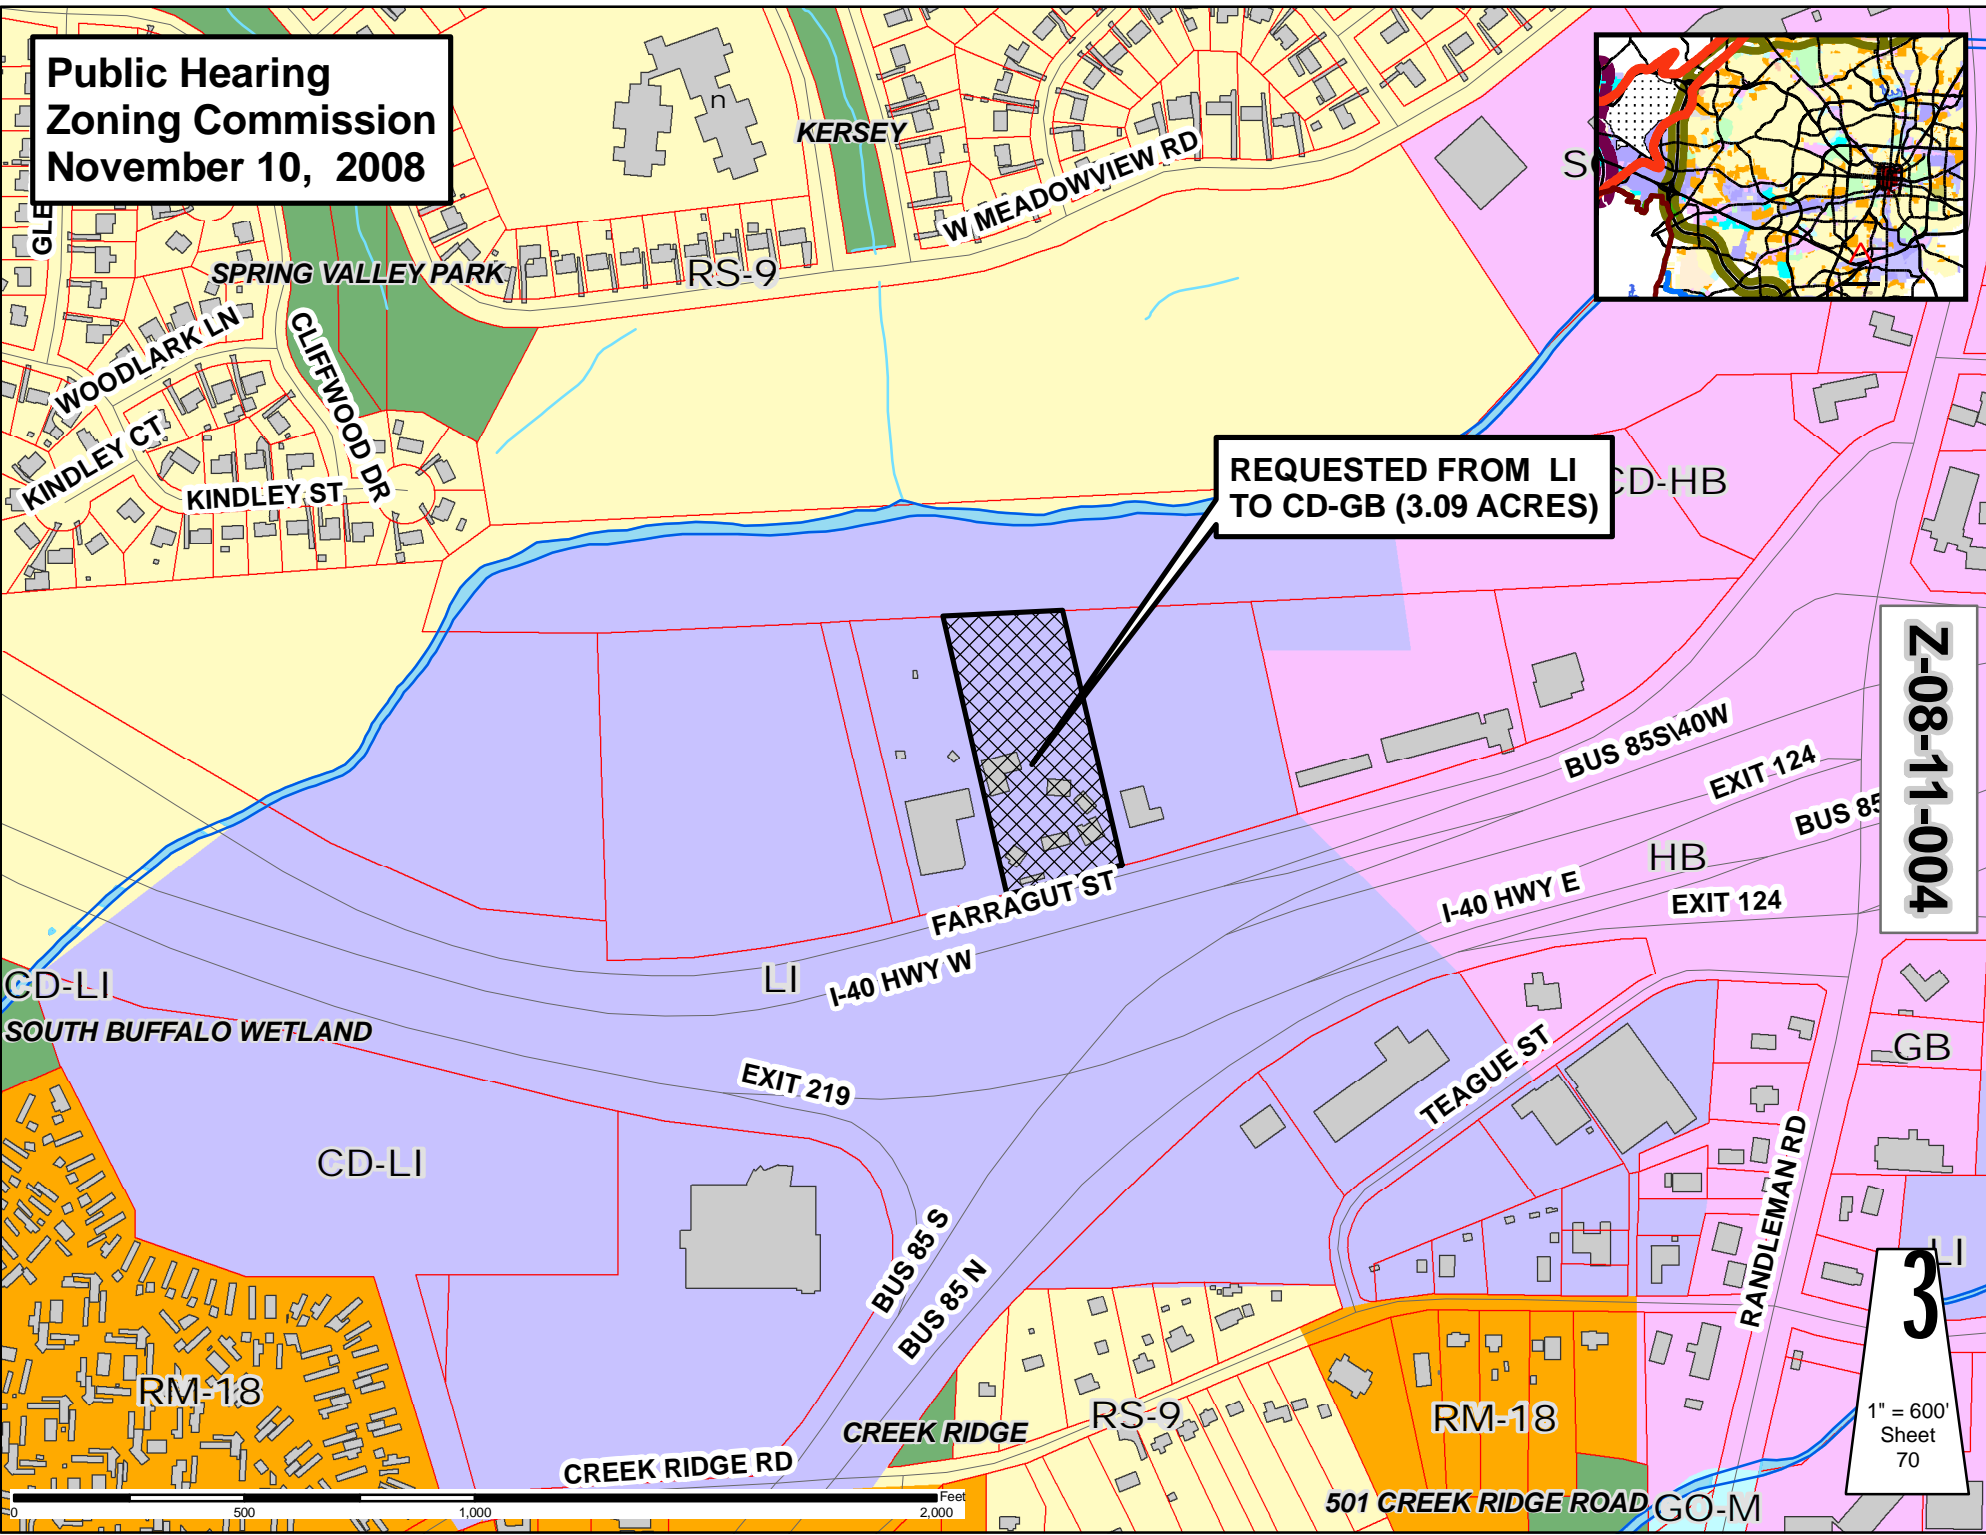 Public Hearing
Zoning Commission
November 10, 2008
GLE
n
KERSEY
W MEADOWVIEW RD
SPRING VALLEY PARK
RS-9
WOODLARK LN
CLIFFWOOD DR
KINDLEY CT
KINDLEY ST
REQUESTED FROM LI
TO CD-GB (3.09 ACRES)
CD-HB
Z-08-11-004
BUS 85S\40W
EXIT 124
BUS 85
HB
I-40 HWY E
EXIT 124
FARRAGUT ST
LI
I-40 HWY W
CD-LI
SOUTH BUFFALO WETLAND
EXIT 219
TEAGUE ST
GB
CD-LI
RANDLEMAN RD
BUS 85 S
BUS 85 N
LI
3
RM-18
RS-9
RM-18
1" = 600'
Sheet
70
CREEK RIDGE
CREEK RIDGE RD
501 CREEK RIDGE ROAD
GO-M
0 500 1,000 2,000
Feet